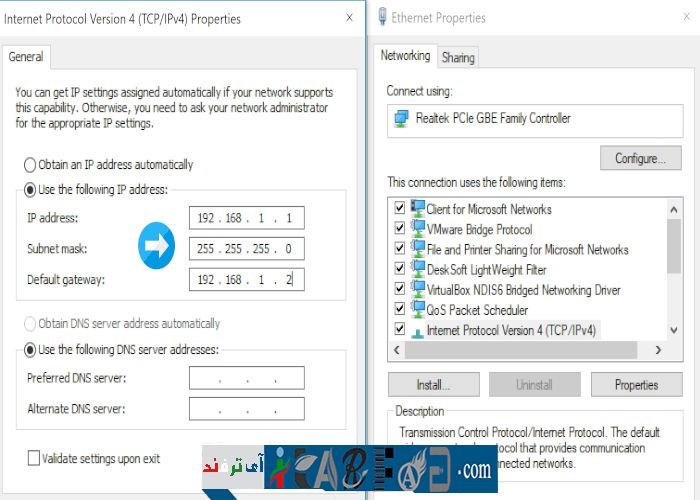 Internet Protocol Version 4 (TCP/IPv4) Properties
General
You can get IP settings assigned automatically if your network supports
this capability. Otherwise, you need to ask your network administrator
for the appropriate IP settings.
Obtain an IP address automatically
Use the following IP address:
IP address: 192 . 168 . 1 . 1
Subnet mask: 255 . 255 . 255 . 0
Default gateway: 192 . 168 . 1 . 2
Obtain DNS server address automatically
Use the following DNS server addresses:
Preferred DNS server: . . .
Alternate DNS server: . . .
Validate settings upon exit
Ethernet Properties
Networking
Sharing
Connect using:
Realtek PCIe GBE Family Controller
Configure...
This connection uses the following items:
Client for Microsoft Networks
VMware Bridge Protocol
File and Printer Sharing for Microsoft Networks
DeskSoft LightWeight Filter
VirtualBox NDIS6 Bridged Networking Driver
QoS Packet Scheduler
Internet Protocol Version 4 (TCP/IPv4)
Install...
Uninstall
Properties
Description
Transmission Control Protocol/Internet Protocol. The default
otocol that provides communication
nected networks.
آی ترفند
.com